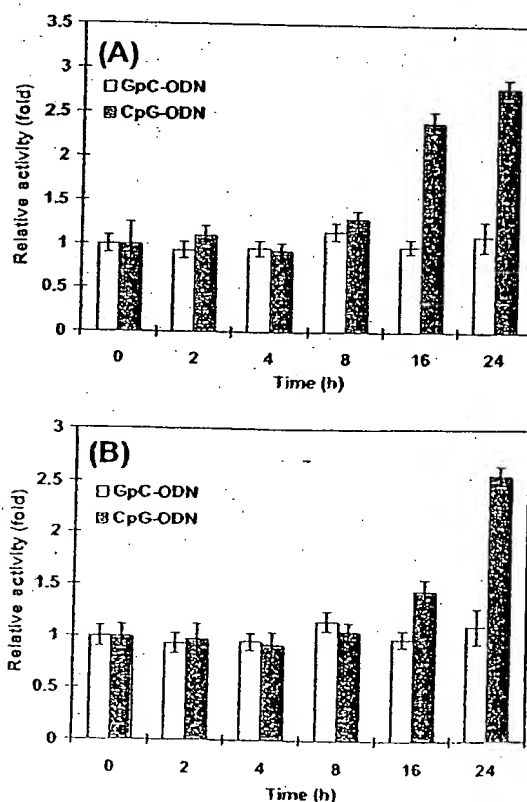 3.5
(A)
3
GpC-ODN
2.5
CpG-ODN
2
1.5
1
0.5
0
Relative activity (fold)
0 2 4 8 16 24
Time (h)
3
(B)
2.5
GpC-ODN
2
CpG-ODN
1.5
1
0.5
0
Relative activity (fold)
0 2 4 8 16 24
Time (h)